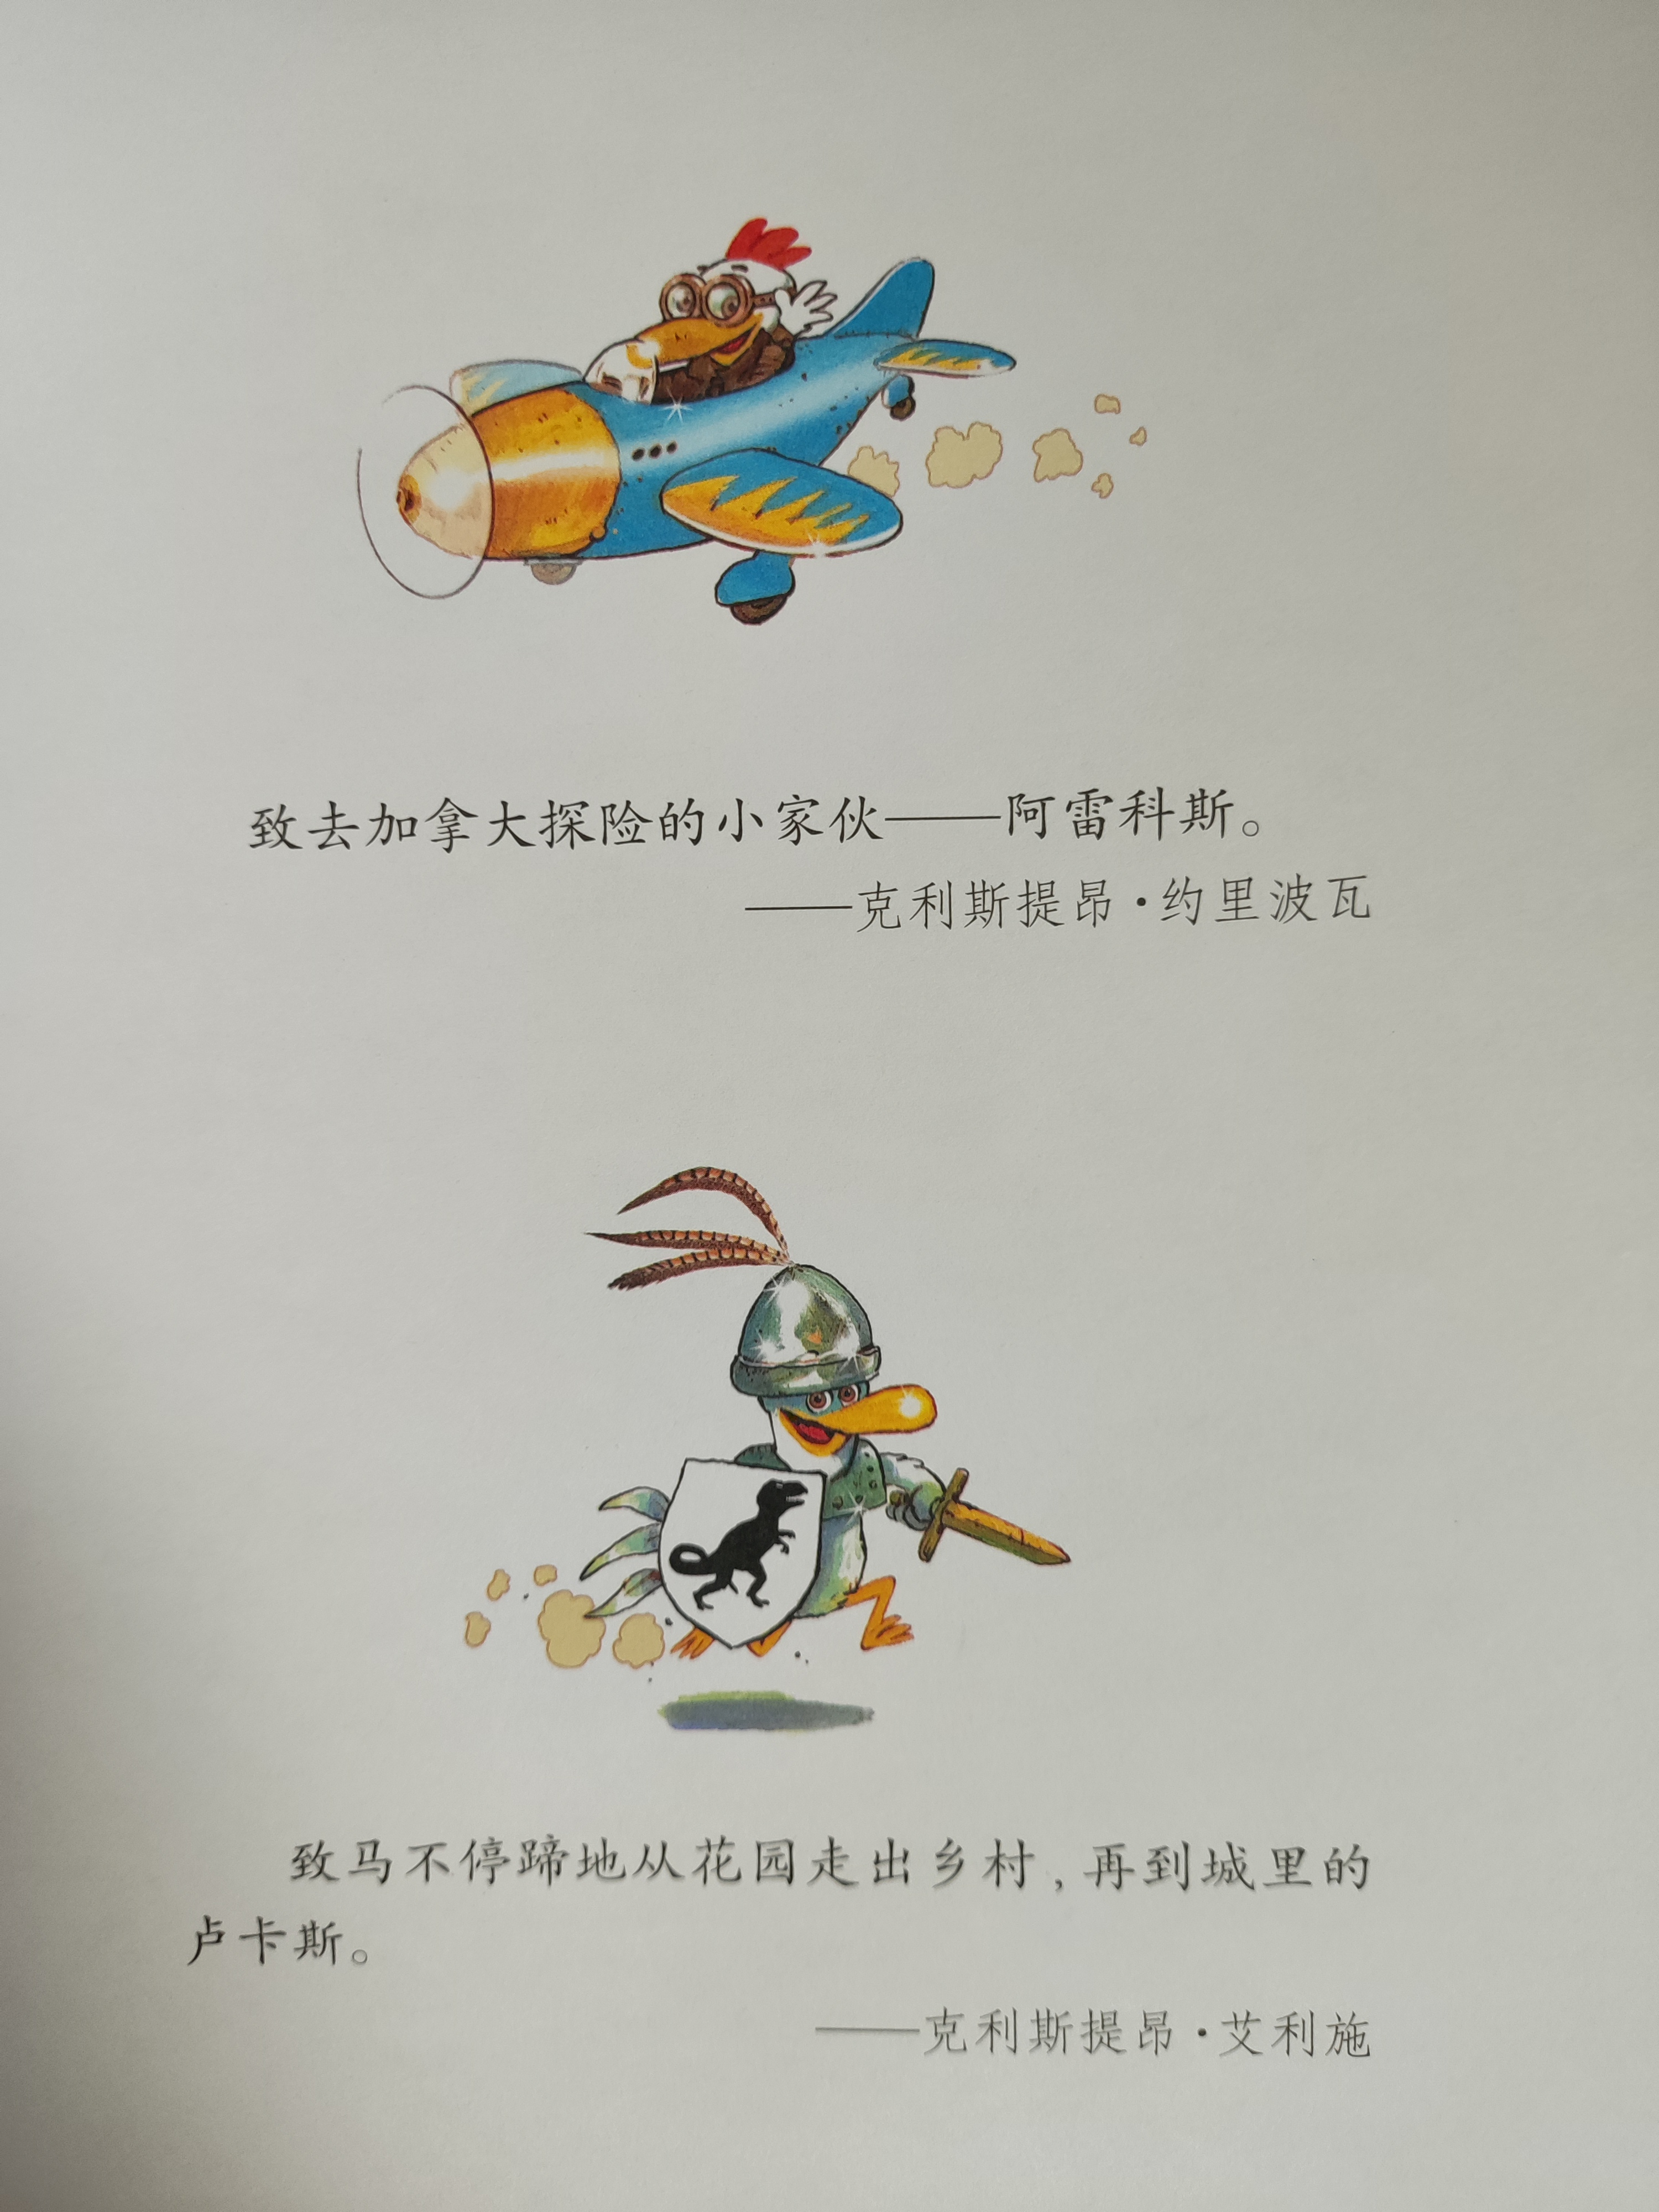 致去加拿大探险的小家伙——阿雷科斯。
——克利斯提昂·约里波瓦
致马不停蹄地从花园走出乡村，再到城里的
卢卡斯。
——克利斯提昂·艾利施